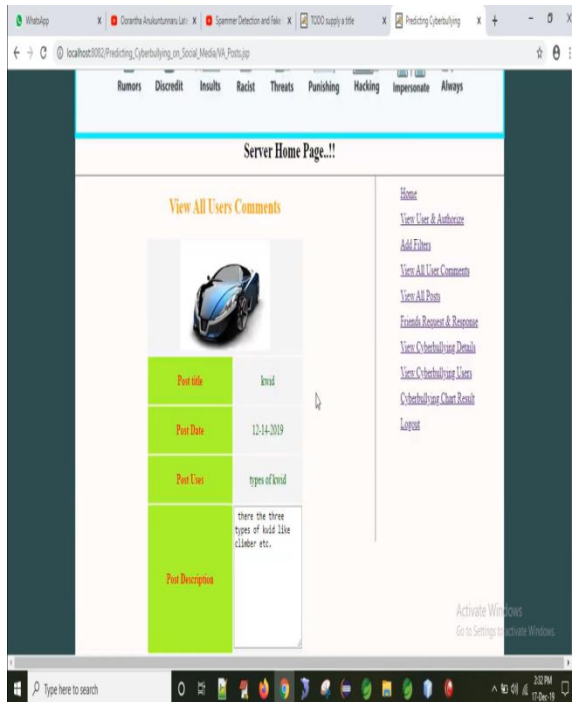 WhatsApp
Dorantha Anukuntunnaru Latr
Spammer Detection and Fake
TODO supply a title
Predicting Cyberbullying
localhost:8082/Predicting_Cyberbullying_on_Social_Media/VA_Posts.jsp
Rumors Discredit Insults Racist Threats Punishing Hacking Impersonate Always
Server Home Page..!!
View All Users Comments
Post title kwid
Post Date 12-14-2019
Post Uses types of kwid
Post Description
there the three
types of kwid like
climber etc.
Home
View User & Authorize
Add Filters
View All User Comments
View All Posts
Friends Request & Response
View Cyberbullying Details
View Cyberbullying Users
Cyberbullying Chart Result
Logout
Activate Windows
Go to Settings to activate Windows.
Type here to search
2:32 PM
17-Dec-19